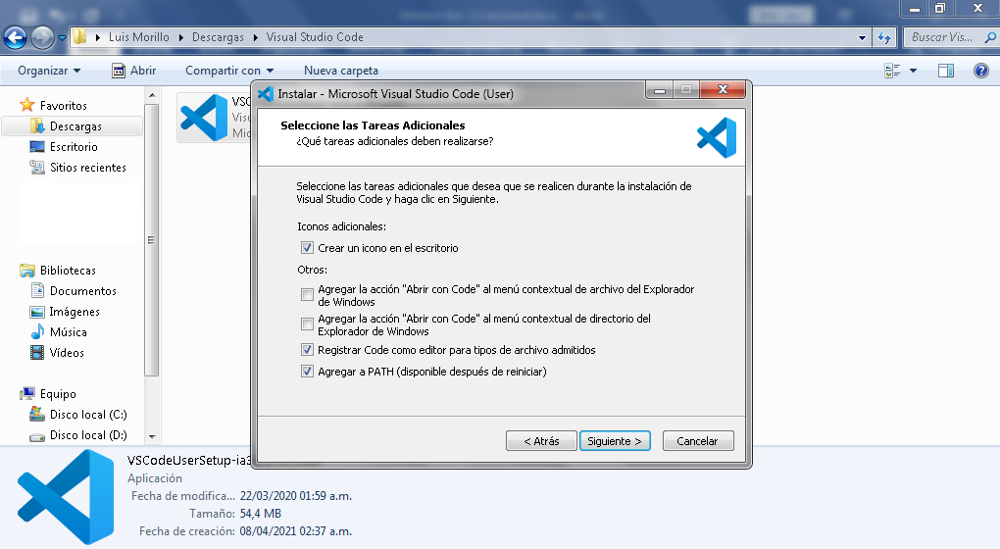 Luis Morillo Descargas Visual Studio Code
Buscar Vis...
Organizar Abrir Compartir con Nueva carpeta
Favoritos
Descargas
Escritorio
Sitios recientes
Bibliotecas
Documentos
Imágenes
Música
Vídeos
Equipo
Disco local (C:)
Disco local (D:)
Instalar - Microsoft Visual Studio Code (User)
Seleccione las Tareas Adicionales
¿Qué tareas adicionales deben realizarse?
Seleccione las tareas adicionales que desea que se realicen durante la instalación de
Visual Studio Code y haga clic en Siguiente.
Iconos adicionales:
Crear un icono en el escritorio
Otros:
Agregar la acción "Abrir con Code" al menú contextual de archivo del Explorador
de Windows
Agregar la acción "Abrir con Code" al menú contextual de directorio del
Explorador de Windows
Registrar Code como editor para tipos de archivo admitidos
Agregar a PATH (disponible después de reiniciar)
< Atrás Siguiente > Cancelar
VSCodeUserSetup-ia3
Aplicación
Fecha de modifica... 22/03/2020 01:59 a.m.
Tamaño: 54,4 MB
Fecha de creación: 08/04/2021 02:37 a.m.